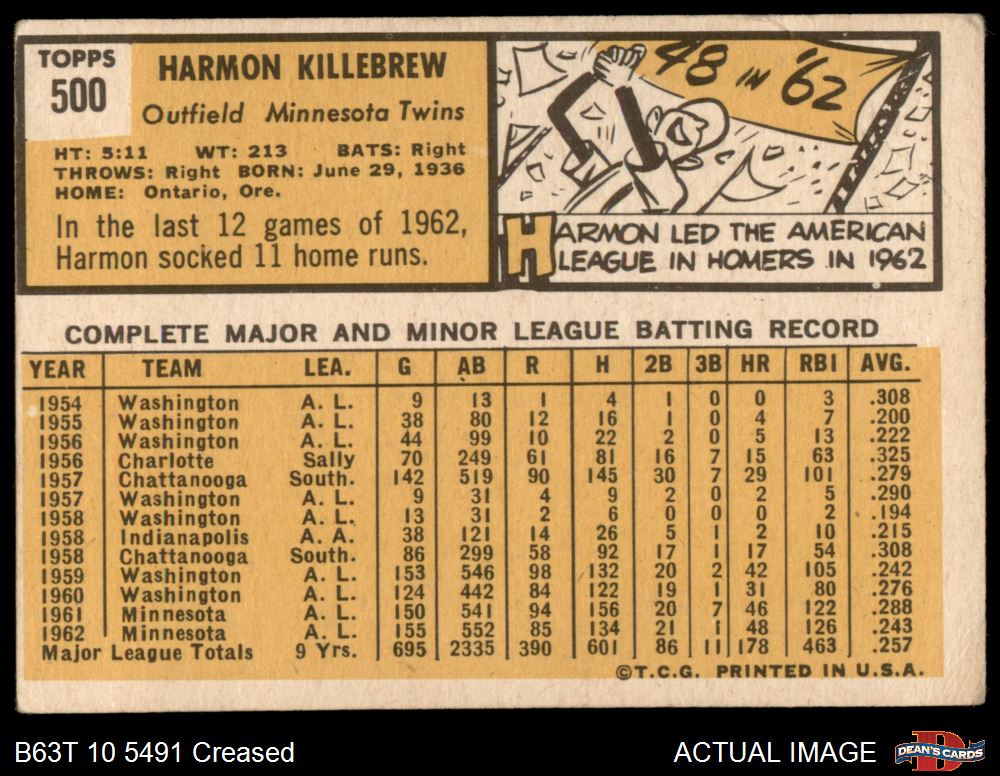 TOPPS
500
HARMON KILLEBREW
Outfield Minnesota Twins
HT: 5:11 WT: 213 BATS: Right
THROWS: Right BORN: June 29, 1936
HOME: Ontario, Ore.
In the last 12 games of 1962,
Harmon socked 11 home runs.
48 IN '62
HARMON LED THE AMERICAN
LEAGUE IN HOMERS IN 1962
COMPLETE MAJOR AND MINOR LEAGUE BATTING RECORD
YEAR TEAM LEA. G AB R H 2B 3B HR RBI AVG.
1954 Washington A. L. 9 13 1 4 1 0 0 3 .308
1955 Washington A. L. 38 80 12 16 1 0 4 7 .200
1956 Washington A. L. 44 99 10 22 2 0 5 13 .222
1956 Charlotte Sally 70 249 61 81 16 7 15 63 .325
1957 Chattanooga South. 142 519 90 145 30 7 29 101 .279
1957 Washington A. L. 9 31 4 9 2 0 2 5 .290
1958 Washington A. L. 13 31 2 6 0 0 0 2 .194
1958 Indianapolis A. A. 38 121 14 26 5 1 2 10 .215
1958 Chattanooga South. 86 299 58 92 17 1 17 54 .308
1959 Washington A. L. 153 546 98 132 20 2 42 105 .242
1960 Washington A. L. 124 442 84 122 19 1 31 80 .276
1961 Minnesota A. L. 150 541 94 156 20 7 46 122 .288
1962 Minnesota A. L. 155 552 85 134 21 1 48 126 .243
Major League Totals 9 Yrs. 695 2335 390 601 86 11 178 463 .257
©T.C.G. PRINTED IN U.S.A.
B63T 10 5491 Creased
ACTUAL IMAGE
DEAN'S CARDS